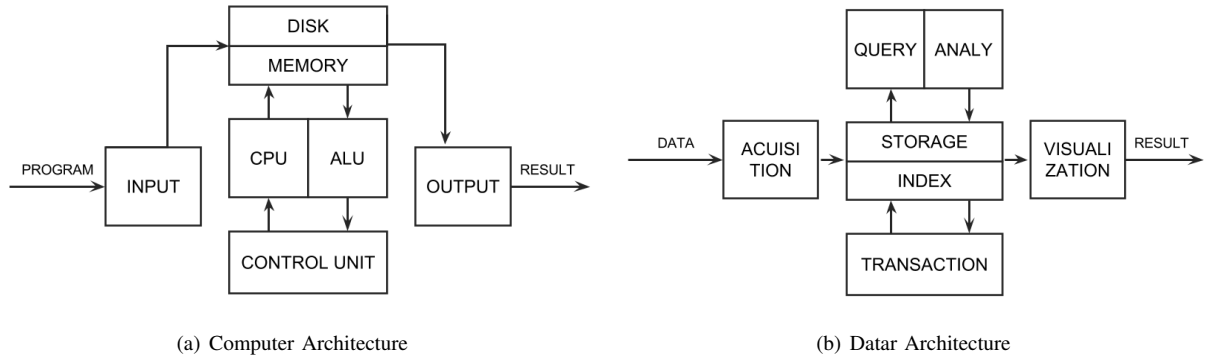 DISK
MEMORY
CPU
ALU
PROGRAM
INPUT
OUTPUT
RESULT
CONTROL UNIT
(a) Computer Architecture
QUERY
ANALY
DATA
ACUISI
TION
STORAGE
INDEX
VISUALI
ZATION
RESULT
TRANSACTION
(b) Datar Architecture